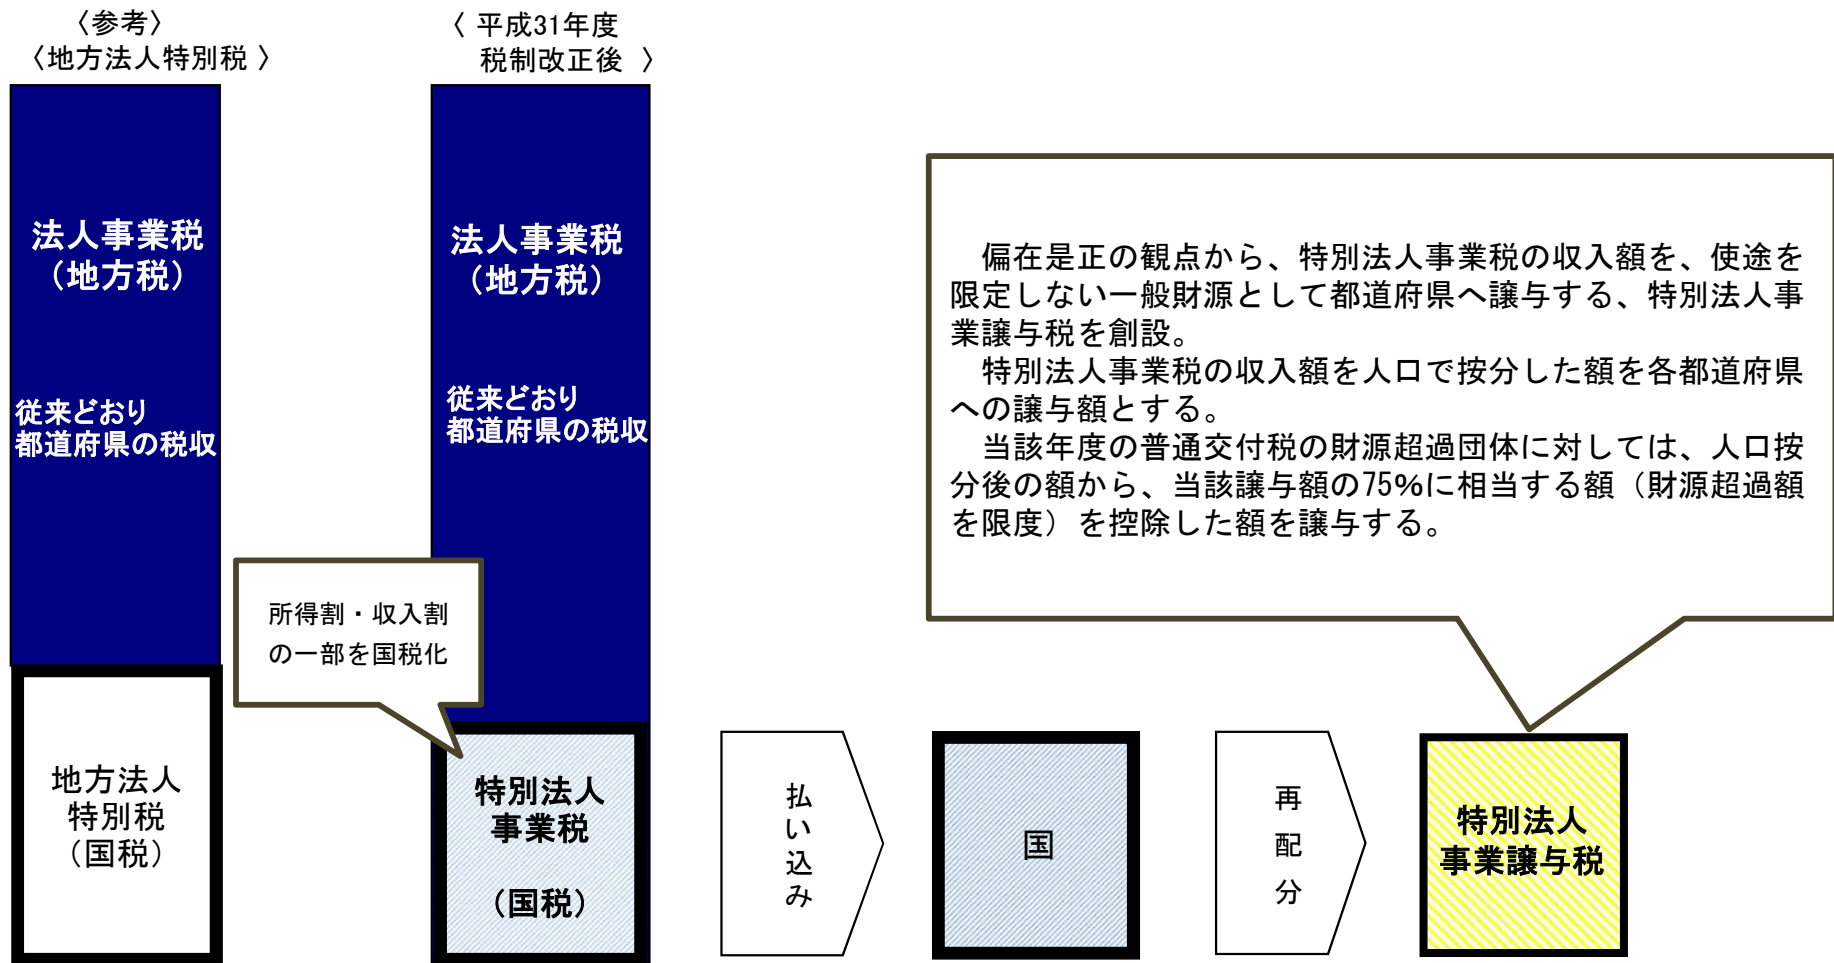 〈参考〉
〈地方法人特別税 〉
〈 平成31年度
税制改正後 〉
法人事業税
（地方税）
従来どおり
都道府県の税収
地方法人
特別税
（国税）
法人事業税
（地方税）
従来どおり
都道府県の税収
所得割・収入割
の一部を国税化
特別法人
事業税
（国税）
払い込み
国
再配分
特別法人
事業譲与税
偏在是正の観点から、特別法人事業税の収入額を、使途を
限定しない一般財源として都道府県へ譲与する、特別法人事
業譲与税を創設。
特別法人事業税の収入額を人口で按分した額を各都道府県
への譲与額とする。
当該年度の普通交付税の財源超過団体に対しては、人口按
分後の額から、当該譲与額の75％に相当する額（財源超過額
を限度）を控除した額を譲与する。